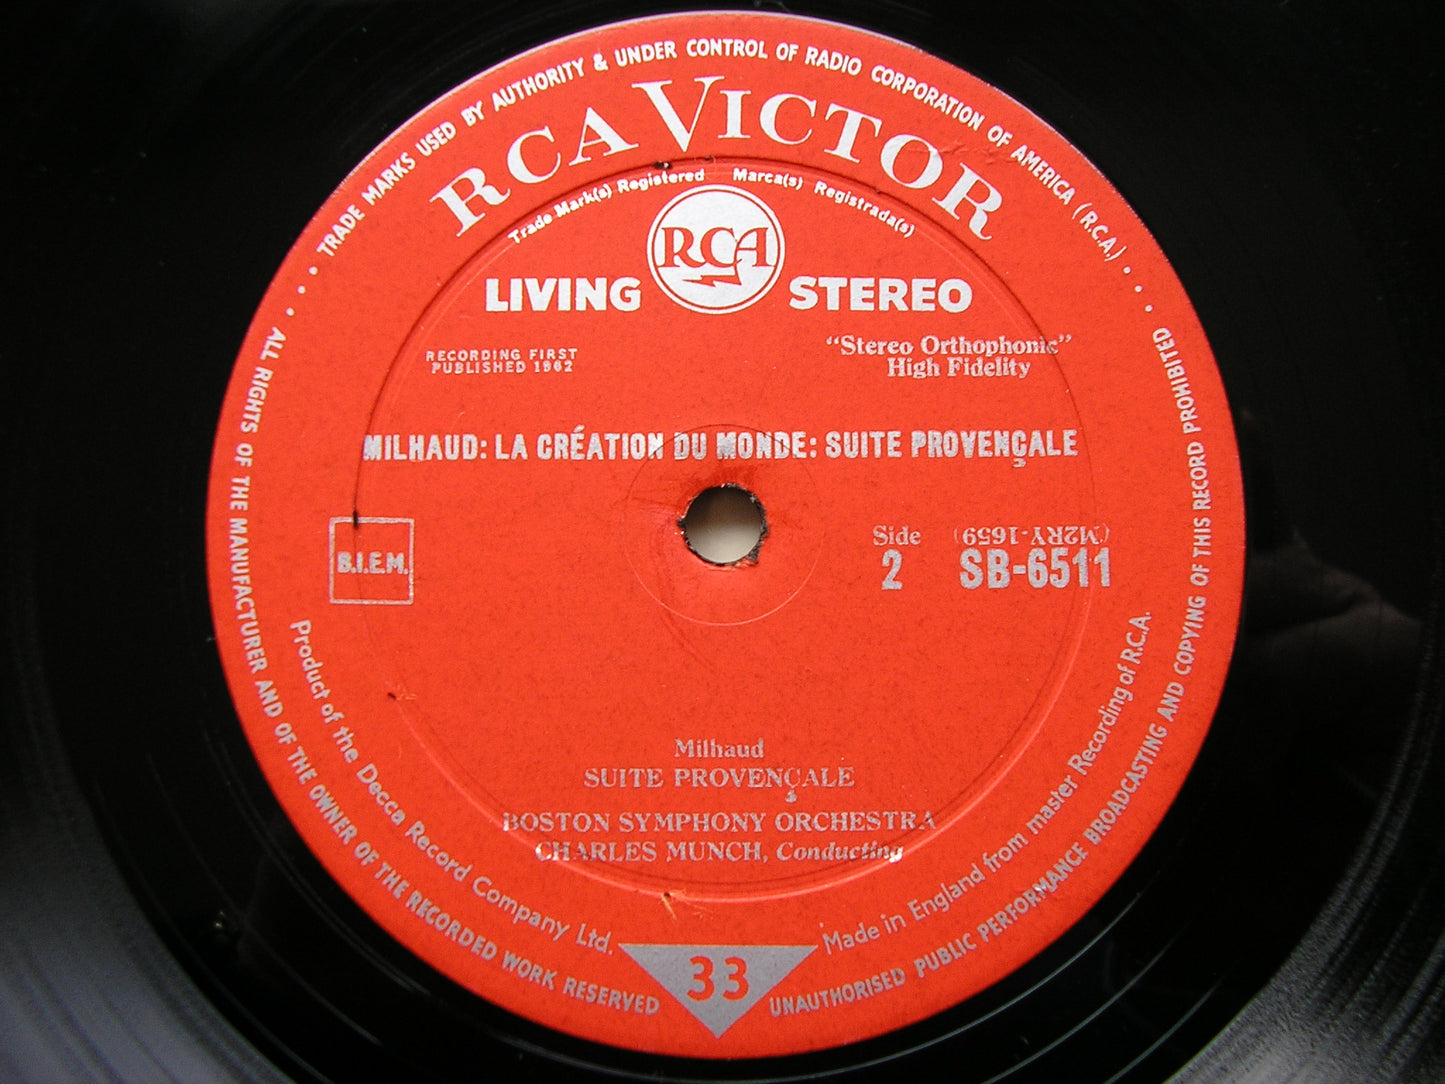 TRADE MARKS USED BY AUTHORITY & UNDER CONTROL OF RADIO CORPORATION OF AMERICA (R.C.A.)
RCA VICTOR
Trade Mark(s) Registered Marca(s) Registrada(s)
RCA
LIVING STEREO
RECORDING FIRST
PUBLISHED 1962
"Stereo Orthophonic"
High Fidelity
MILHAUD: LA CRÉATION DU MONDE: SUITE PROVENÇALE
B.I.E.M.
Side
2
(M2RY-1659)
SB-6511
Milhaud
SUITE PROVENÇALE
BOSTON SYMPHONY ORCHESTRA
CHARLES MUNCH, Conducting
Product of the Decca Record Company Ltd.
33
Made in England from master Recording of R.C.A.
ALL RIGHTS OF THE MANUFACTURER AND OF THE OWNER OF THE RECORDED WORK RESERVED
UNAUTHORISED PUBLIC PERFORMANCE BROADCASTING AND COPYING OF THIS RECORD PROHIBITED